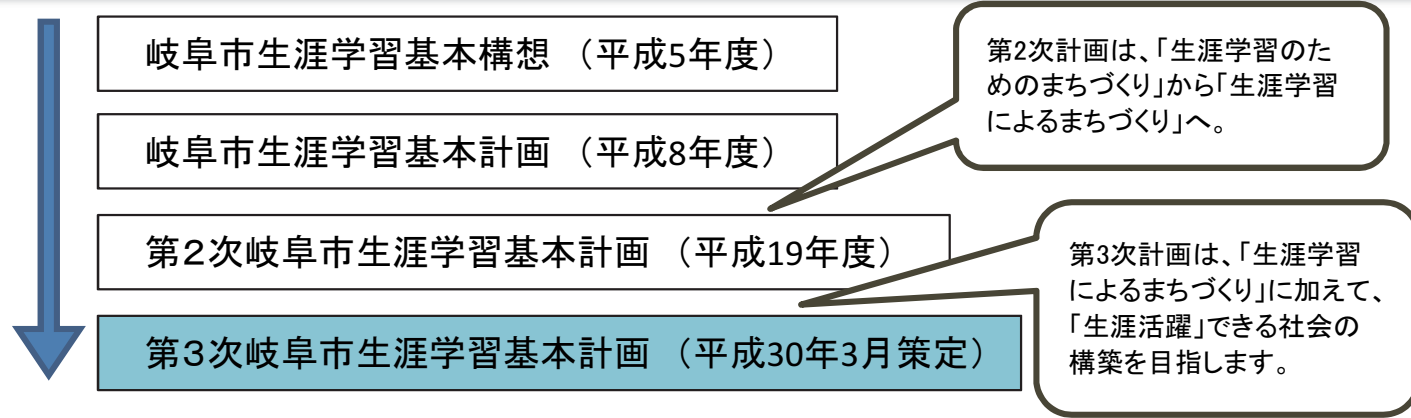 岐阜市生涯学習基本構想 （平成5年度）
第2次計画は、「生涯学習のた
めのまちづくり」から「生涯学習
によるまちづくり」へ。
岐阜市生涯学習基本計画 （平成8年度）
第２次岐阜市生涯学習基本計画 （平成19年度）
第3次計画は、「生涯学習
によるまちづくり」に加えて、
「生涯活躍」できる社会の
構築を目指します。
第３次岐阜市生涯学習基本計画 （平成30年3月策定）